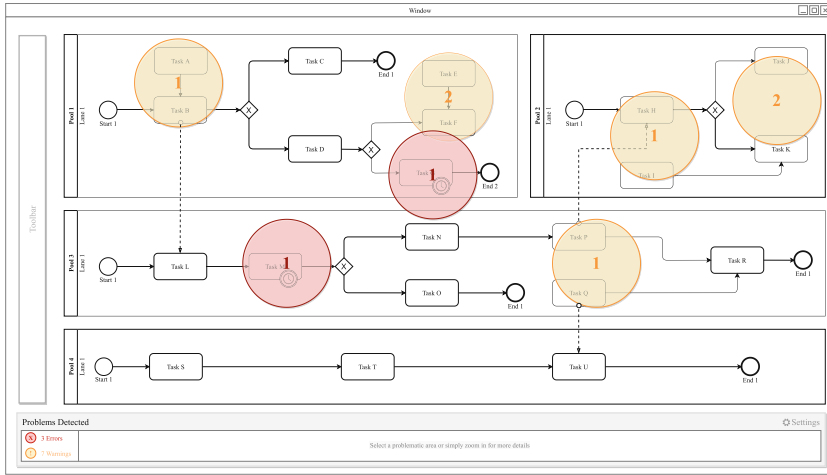 Window
Toolbar
Pool 1
Lane 1
Start 1
Task A
1
Task B
X
Task C
End 1
Task D
X
Task E
2
Task F
1
End 2
Pool 2
Lane 1
Start 1
Task H
1
Task I
X
Task J
2
Task K
Pool 3
Lane 1
Start 1
Task L
Task M
1
X
Task N
Task O
End 1
Task P
1
Task Q
Task R
End 1
Pool 4
Lane 1
Start 1
Task S
Task T
Task U
End 1
Problems Detected
Settings
X 3 Errors
! 7 Warnings
Select a problematic area or simply zoom in for more details